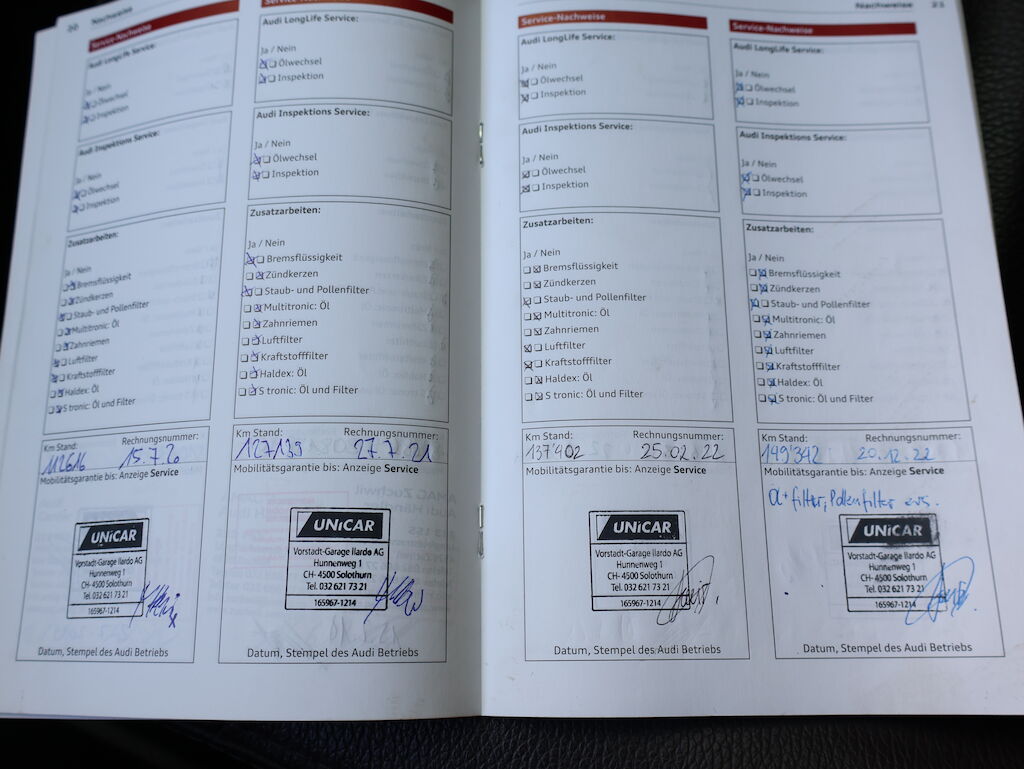 Nachweise
Service-Nachweise
Audi LongLife Service:
Ja / Nein
Ölwechsel
Inspektion
Audi Inspektions Service:
Ja / Nein
Ölwechsel
Inspektion
Zusatzarbeiten:
Ja / Nein
Bremsflüssigkeit
Zündkerzen
Staub- und Pollenfilter
Multitronic: Öl
Zahnriemen
Luftfilter
Kraftstofffilter
Haldex: Öl
S tronic: Öl und Filter
Km Stand: Rechnungsnummer:
112616 15.7.20
Mobilitätsgarantie bis: Anzeige Service
UNiCAR
Vorstadt-Garage Ilardo AG
Hunnenweg 1
CH- 4500 Solothurn
Tel. 032 621 73 21
165967-1214
Datum, Stempel des Audi Betriebs
Service-Nachweise
Audi LongLife Service:
Ja / Nein
Ölwechsel
Inspektion
Audi Inspektions Service:
Ja / Nein
Ölwechsel
Inspektion
Zusatzarbeiten:
Ja / Nein
Bremsflüssigkeit
Zündkerzen
Staub- und Pollenfilter
Multitronic: Öl
Zahnriemen
Luftfilter
Kraftstofffilter
Haldex: Öl
S tronic: Öl und Filter
Km Stand: Rechnungsnummer:
127139 27.7.21
Mobilitätsgarantie bis: Anzeige Service
UNiCAR
Vorstadt-Garage Ilardo AG
Hunnenweg 1
CH- 4500 Solothurn
Tel. 032 621 73 21
165967-1214
Datum, Stempel des Audi Betriebs
Service-Nachweise
Audi LongLife Service:
Ja / Nein
Ölwechsel
Inspektion
Audi Inspektions Service:
Ja / Nein
Ölwechsel
Inspektion
Zusatzarbeiten:
Ja / Nein
Bremsflüssigkeit
Zündkerzen
Staub- und Pollenfilter
Multitronic: Öl
Zahnriemen
Luftfilter
Kraftstofffilter
Haldex: Öl
S tronic: Öl und Filter
Km Stand: Rechnungsnummer:
137'402 25.02.22
Mobilitätsgarantie bis: Anzeige Service
UNiCAR
Vorstadt-Garage Ilardo AG
Hunnenweg 1
CH- 4500 Solothurn
Tel. 032 621 73 21
165967-1214
Datum, Stempel des Audi Betriebs
Nachweise
Service-Nachweise
Audi LongLife Service:
Ja / Nein
Ölwechsel
Inspektion
Audi Inspektions Service:
Ja / Nein
Ölwechsel
Inspektion
Zusatzarbeiten:
Ja / Nein
Bremsflüssigkeit
Zündkerzen
Staub- und Pollenfilter
Multitronic: Öl
Zahnriemen
Luftfilter
Kraftstofffilter
Haldex: Öl
S tronic: Öl und Filter
Km Stand: Rechnungsnummer:
149'342 20.12.22
Mobilitätsgarantie bis: Anzeige Service
Öl + filter, Pollenfilter ers.
UNiCAR
Vorstadt-Garage Ilardo AG
Hunnenweg 1
CH- 4500 Solothurn
Tel. 032 621 73 21
165967-1214
Datum, Stempel des Audi Betriebs